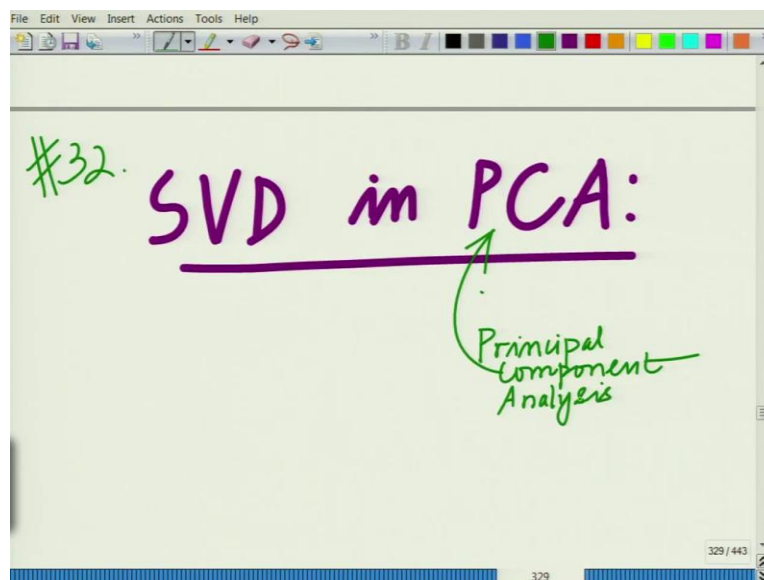 File Edit View Insert Actions Tools Help
» » B I »
#32.
SVD in PCA:
Principal
Component
Analysis
329 / 443
329